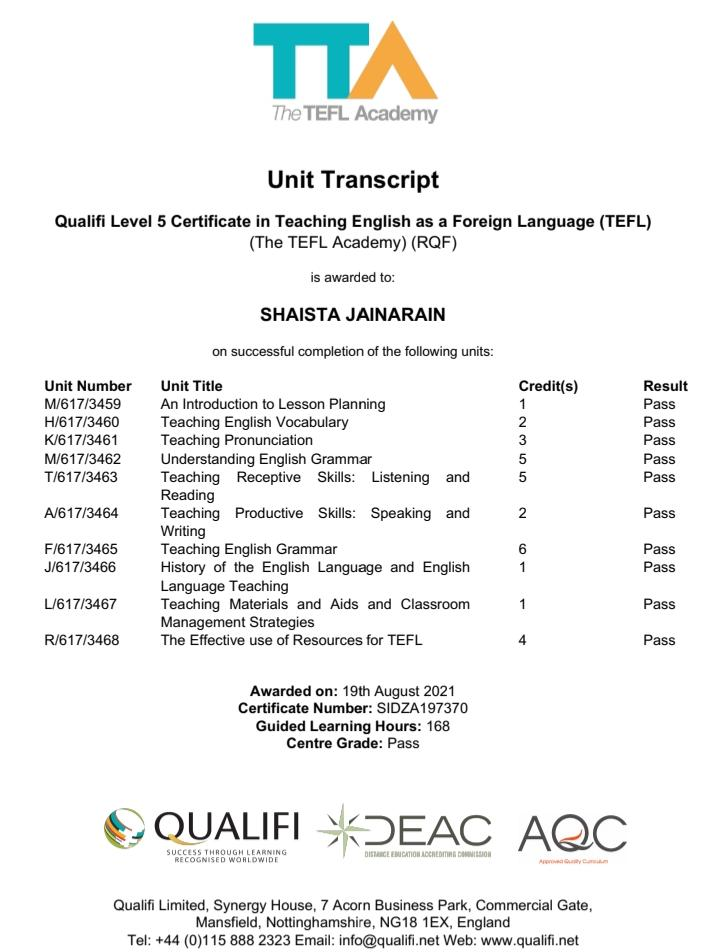 TTA
The TEFL Academy
Unit Transcript
Qualifi Level 5 Certificate in Teaching English as a Foreign Language (TEFL)
(The TEFL Academy) (RQF)
is awarded to:
SHAISTA JAINARAIN
on successful completion of the following units:
Unit Number Unit Title Credit(s) Result
M/617/3459 An Introduction to Lesson Planning 1 Pass
H/617/3460 Teaching English Vocabulary 2 Pass
K/617/3461 Teaching Pronunciation 3 Pass
M/617/3462 Understanding English Grammar 5 Pass
T/617/3463 Teaching Receptive Skills: Listening and 5 Pass
Reading
A/617/3464 Teaching Productive Skills: Speaking and 2 Pass
Writing
F/617/3465 Teaching English Grammar 6 Pass
J/617/3466 History of the English Language and English 1 Pass
Language Teaching
L/617/3467 Teaching Materials and Aids and Classroom 1 Pass
Management Strategies
R/617/3468 The Effective use of Resources for TEFL 4 Pass
Awarded on: 19th August 2021
Certificate Number: SIDZA197370
Guided Learning Hours: 168
Centre Grade: Pass
QUALIFI
SUCCESS THROUGH LEARNING
RECOGNISED WORLDWIDE
DEAC
DISTANCE EDUCATION ACCREDITING COMMISSION
AQC
Approved Quality Curriculum
Qualifi Limited, Synergy House, 7 Acorn Business Park, Commercial Gate,
Mansfield, Nottinghamshire, NG18 1EX, England
Tel: +44 (0)115 888 2323 Email: info@qualifi.net Web: www.qualifi.net